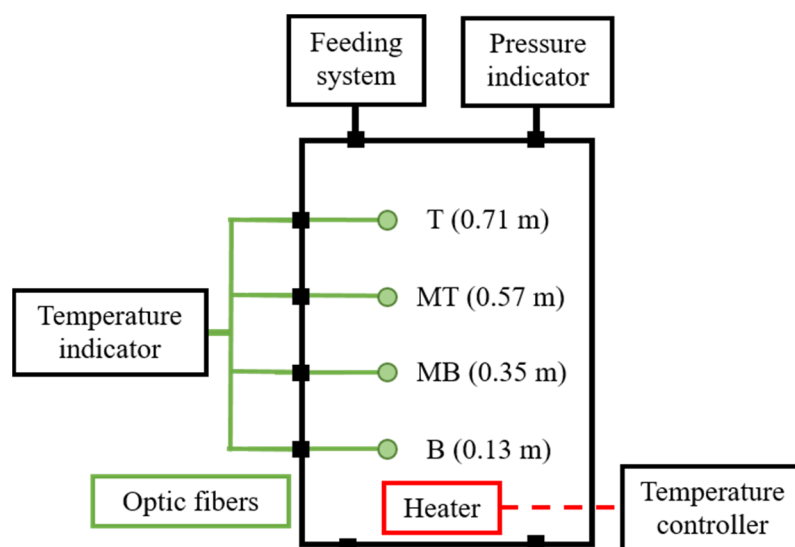 Feeding
system
Pressure
indicator
T (0.71 m)
MT (0.57 m)
Temperature
indicator
MB (0.35 m)
B (0.13 m)
Optic fibers
Heater
Temperature
controller